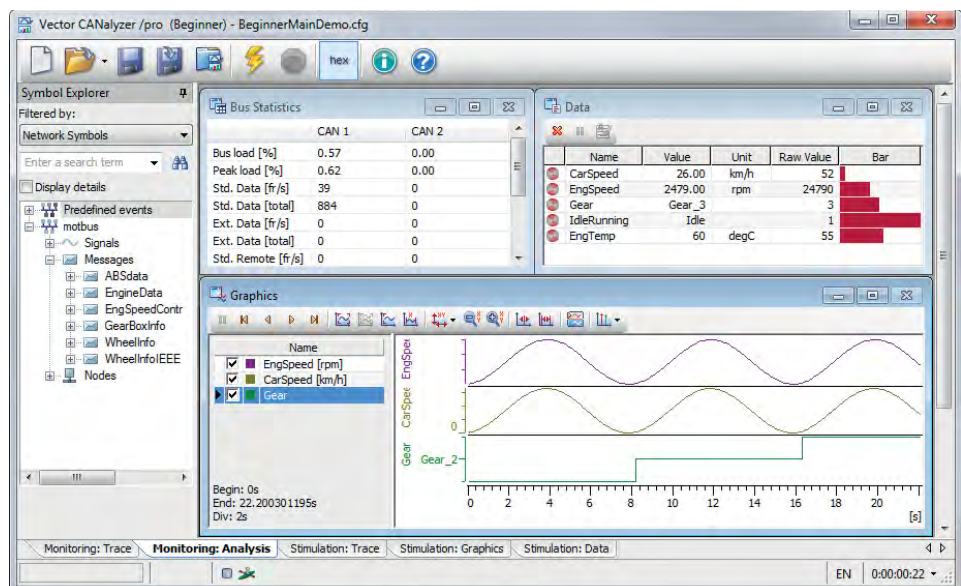 Vector CANalyzer /pro (Beginner) - BeginnerMainDemo.cfg
hex
Symbol Explorer
Filtered by:
Network Symbols
Enter a search term
Display details
Predefined events
motbus
Signals
Messages
ABSdata
EngineData
EngSpeedContr
GearBoxInfo
WheelInfo
WheelInfoIEEE
Nodes
Bus Statistics
CAN 1 CAN 2
Bus load [%] 0.57 0.00
Peak load [%] 0.62 0.00
Std. Data [fr/s] 39 0
Std. Data [total] 884 0
Ext. Data [fr/s] 0 0
Ext. Data [total] 0 0
Std. Remote [fr/s] 0 0
Data
Name Value Unit Raw Value Bar
CarSpeed 26.00 km/h 52
EngSpeed 2479.00 rpm 24790
Gear Gear_3 3
IdleRunning Idle 1
EngTemp 60 degC 55
Graphics
Name
EngSpeed [rpm]
CarSpeed [km/h]
Gear
Begin: 0s
End: 22.200301195s
Div: 2s
EngSpee
CarSpee
0
Gear
Gear_2
0 2 4 6 8 10 12 14 16 18 20
[s]
Monitoring: Trace Monitoring: Analysis Stimulation: Trace Stimulation: Graphics Stimulation: Data
EN 0:00:00:22